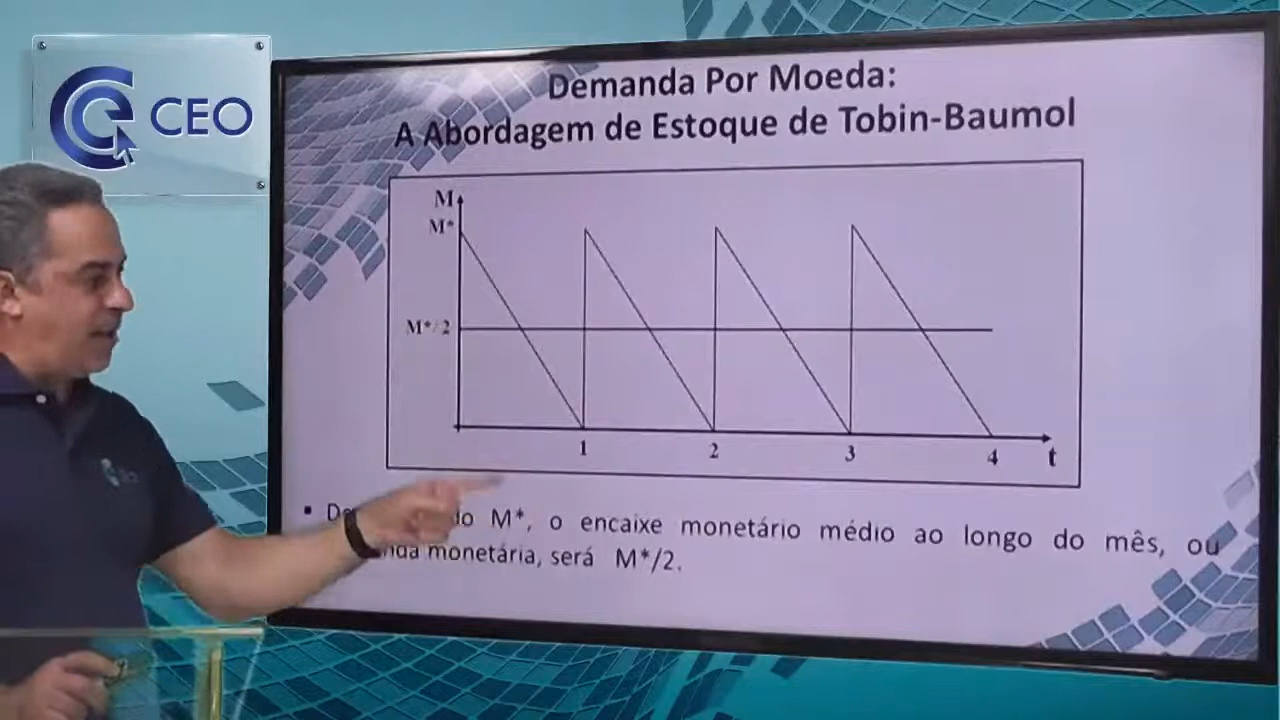 CEO
Demanda Por Moeda:
A Abordagem de Estoque de Tobin-Baumol
M
M*
M*/2
1 2 3 4 t
M*, o encaixe monetário médio ao longo do mês, ou
monetária, será M*/2.